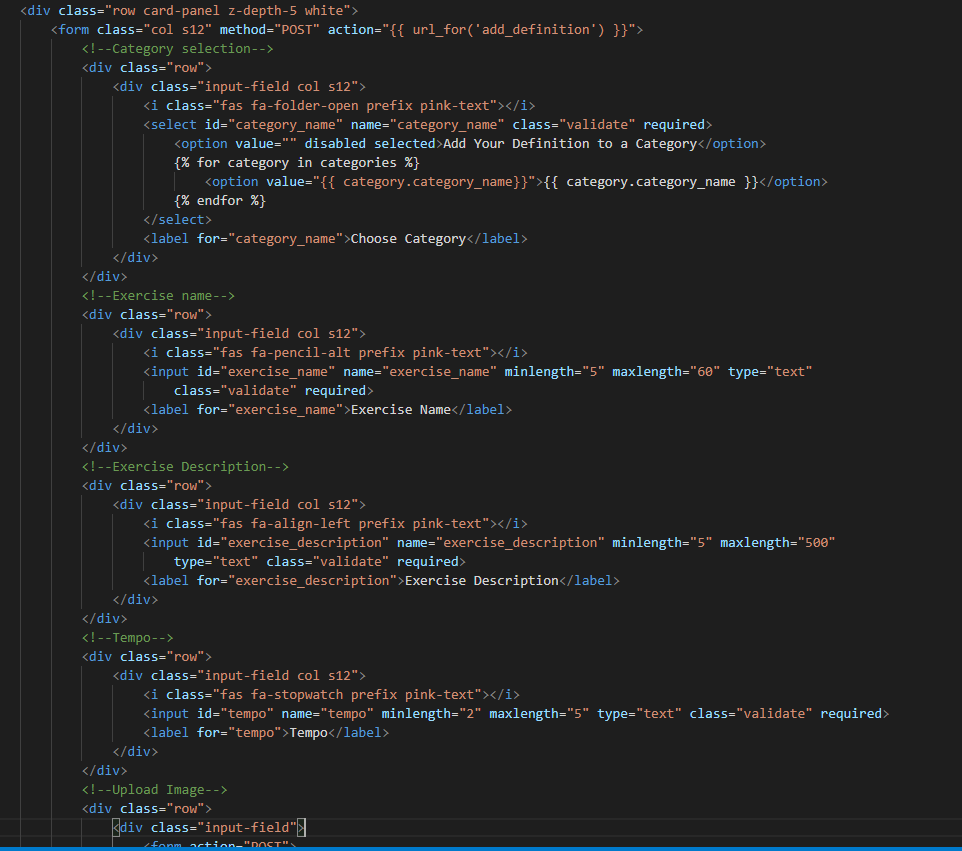 <div class="row card-panel z-depth-5 white">
<form class="col s12" method="POST" action="{{ url_for('add_definition') }}">
<!--Category selection-->
<div class="row">
<div class="input-field col s12">
<i class="fas fa-folder-open prefix pink-text"></i>
<select id="category_name" name="category_name" class="validate" required>
<option value="" disabled selected>Add Your Definition to a Category</option>
{% for category in categories %}
<option value="{{ category.category_name}}">{{ category.category_name }}</option>
{% endfor %}
</select>
<label for="category_name">Choose Category</label>
</div>
</div>
<!--Exercise name-->
<div class="row">
<div class="input-field col s12">
<i class="fas fa-pencil-alt prefix pink-text"></i>
<input id="exercise_name" name="exercise_name" minlength="5" maxlength="60" type="text"
class="validate" required>
<label for="exercise_name">Exercise Name</label>
</div>
</div>
<!--Exercise Description-->
<div class="row">
<div class="input-field col s12">
<i class="fas fa-align-left prefix pink-text"></i>
<input id="exercise_description" name="exercise_description" minlength="5" maxlength="500"
type="text" class="validate" required>
<label for="exercise_description">Exercise Description</label>
</div>
</div>
<!--Tempo-->
<div class="row">
<div class="input-field col s12">
<i class="fas fa-stopwatch prefix pink-text"></i>
<input id="tempo" name="tempo" minlength="2" maxlength="5" type="text" class="validate" required>
<label for="tempo">Tempo</label>
</div>
</div>
<!--Upload Image-->
<div class="row">
<div class="input-field">
<form action="POST">